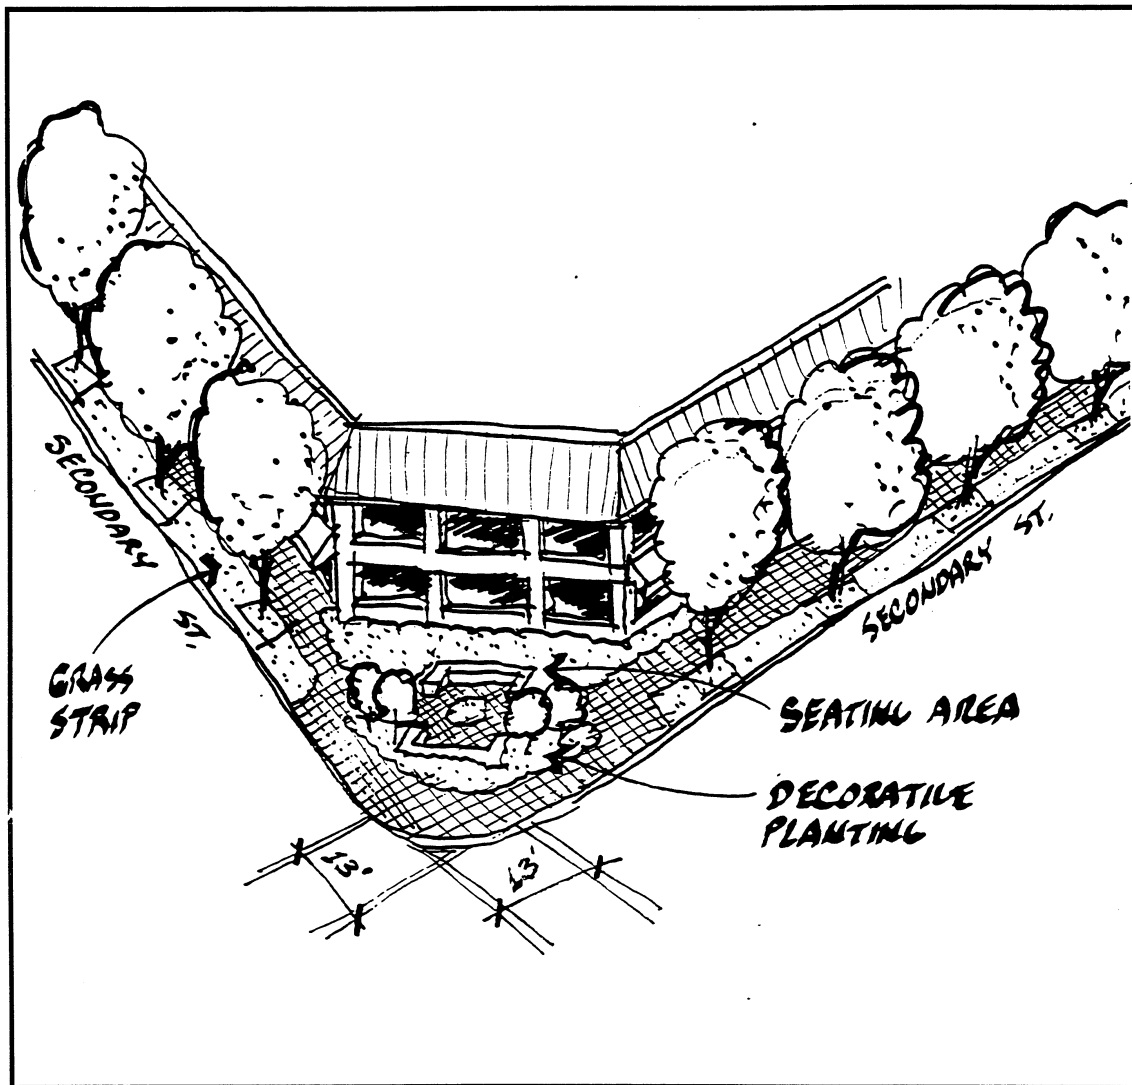 SECONDARY ST.
SECONDARY ST.
GRASS
STRIP
SEATING AREA
DECORATIVE
PLANTING
13'
13'